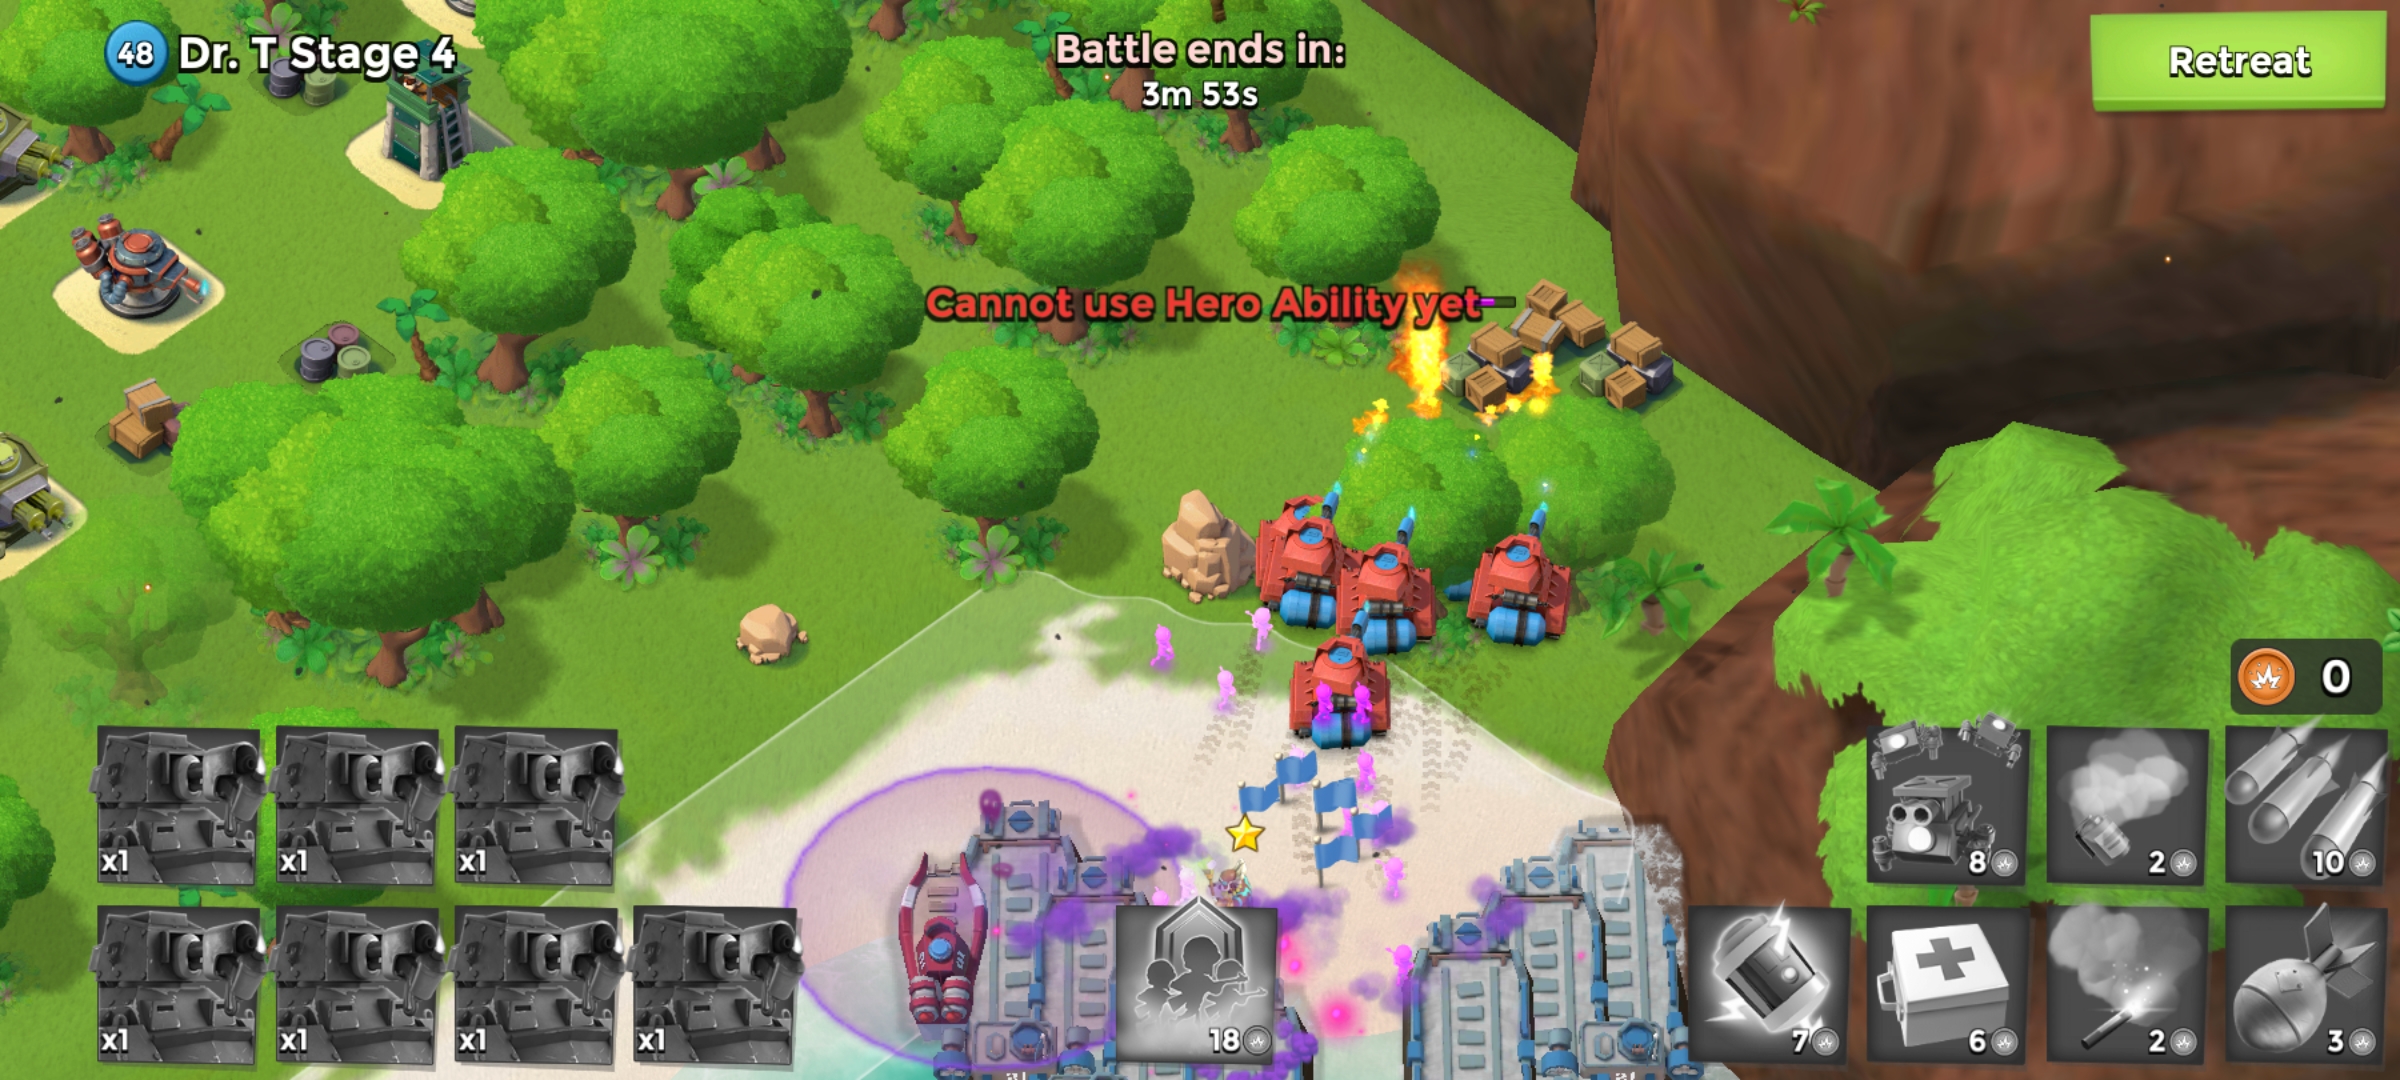 48 Dr. T Stage 4
Battle ends in:
3m 53s
Retreat
Cannot use Hero Ability yet
0
x1
x1
x1
8
2
10
x1
x1
x1
x1
18
7
6
2
3